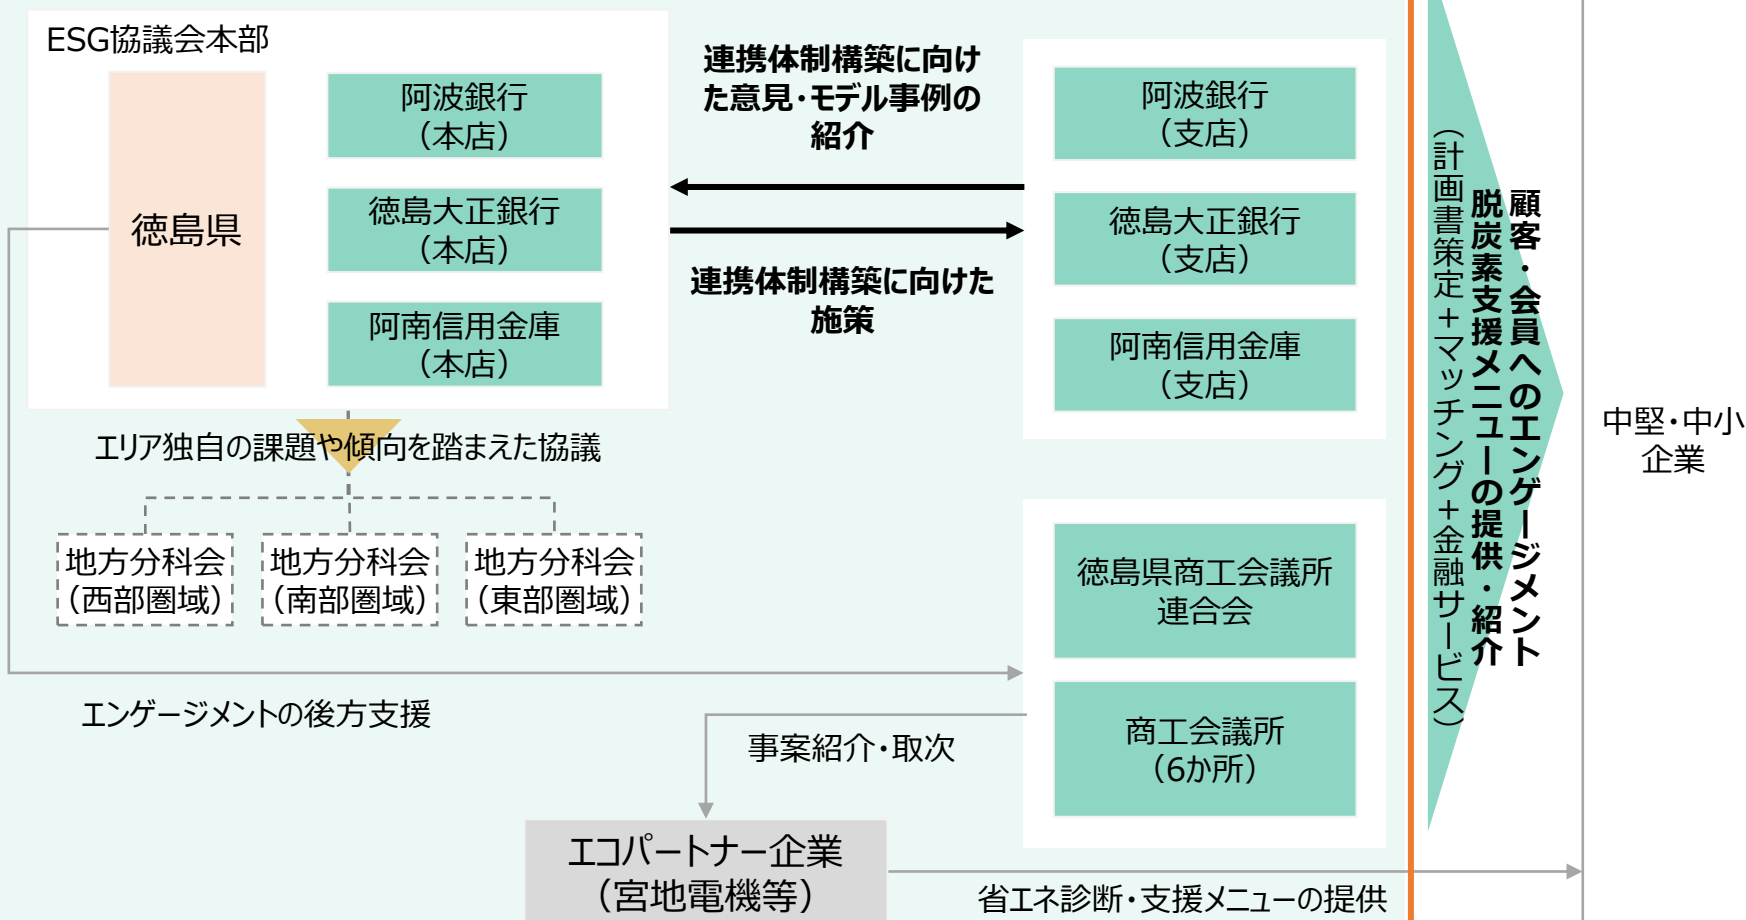 ESG協議会本部
徳島県
阿波銀行
（本店）
徳島大正銀行
（本店）
阿南信用金庫
（本店）
連携体制構築に向け
た意見・モデル事例の
紹介
連携体制構築に向けた
施策
阿波銀行
（支店）
徳島大正銀行
（支店）
阿南信用金庫
（支店）
エリア独自の課題や傾向を踏まえた協議
地方分科会
（西部圏域）
地方分科会
（南部圏域）
地方分科会
（東部圏域）
エンゲージメントの後方支援
徳島県商工会議所
連合会
商工会議所
（6か所）
事案紹介・取次
エコパートナー企業
（宮地電機等）
省エネ診断・支援メニューの提供
顧客・会員へのエンゲージメント
脱炭素支援メニューの提供・紹介
（計画書策定＋マッチング＋金融サービス）
中堅・中小
企業